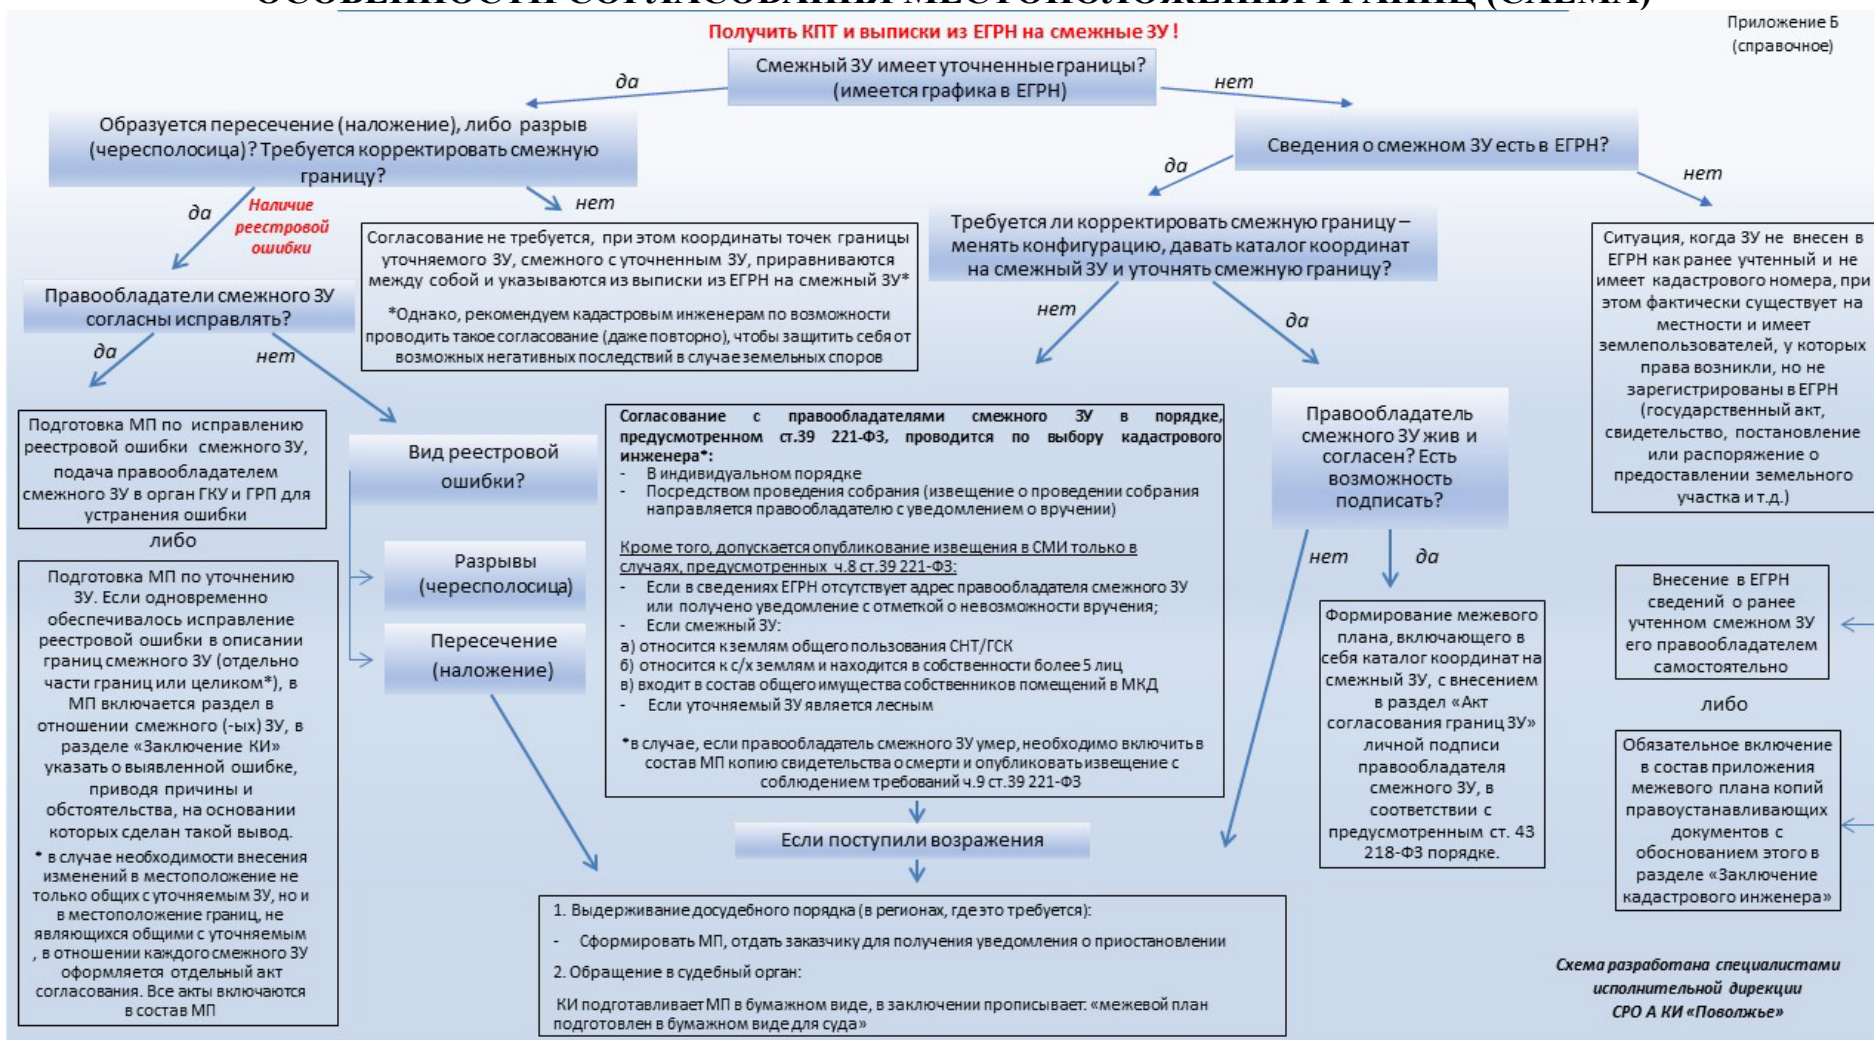 ОСОБЕННОСТИ СОГЛАСОВАНИЯ МЕСТОПОЛОЖЕНИЯ ГРАНИЦ (СХЕМА)
Приложение Б
(справочное)
Получить КПТ и выписки из ЕГРН на смежные ЗУ !
Смежный ЗУ имеет уточненные границы?
(имеется графика в ЕГРН)
да
нет
Образуется пересечение (наложение), либо разрыв
(чересполосица)? Требуется корректировать смежную
границу?
Сведения о смежном ЗУ есть в ЕГРН?
да
Наличие
реестровой
ошибки
нет
да
нет
Согласование не требуется, при этом координаты точек границы
уточняемого ЗУ, смежного с уточненным ЗУ, приравниваются
между собой и указываются из выписки из ЕГРН на смежный ЗУ*
*Однако, рекомендуем кадастровым инженерам по возможности
проводить такое согласование (даже повторно), чтобы защитить себя от
возможных негативных последствий в случае земельных споров
Требуется ли корректировать смежную границу –
менять конфигурацию, давать каталог координат
на смежный ЗУ и уточнять смежную границу?
Ситуация, когда ЗУ не внесен в
ЕГРН как ранее учтенный и не
имеет кадастрового номера, при
этом фактически существует на
местности и имеет
землепользователей, у которых
права возникли, но не
зарегистрированы в ЕГРН
(государственный акт,
свидетельство, постановление
или распоряжение о
предоставлении земельного
участка и т.д.)
Правообладатели смежного ЗУ
согласны исправлять?
да
нет
нет
да
Подготовка МП по исправлению
реестровой ошибки смежного ЗУ,
подача правообладателем
смежного ЗУ в орган ГКУ и ГРП для
устранения ошибки
либо
Подготовка МП по уточнению
ЗУ. Если одновременно
обеспечивалось исправление
реестровой ошибки в описании
границ смежного ЗУ (отдельно
части границ или целиком*), в
МП включается раздел в
отношении смежного (-ых) ЗУ, в
разделе «Заключение КИ»
указать о выявленной ошибке,
приводя причины и
обстоятельства, на основании
которых сделан такой вывод.
* в случае необходимости внесения
изменений в местоположение не
только общих с уточняемым ЗУ, но и
в местоположение границ, не
являющихся общими с уточняемым
, в отношении каждого смежного ЗУ
оформляется отдельный акт
согласования. Все акты включаются
в состав МП
Вид реестровой
ошибки?
Разрывы
(чересполосица)
Пересечение
(наложение)
Согласование с правообладателями смежного ЗУ в порядке,
предусмотренном ст.39 221-ФЗ, проводится по выбору кадастрового
инженера*:
- В индивидуальном порядке
- Посредством проведения собрания (извещение о проведении собрания
направляется правообладателю с уведомлением о вручении)
Кроме того, допускается опубликование извещения в СМИ только в
случаях, предусмотренных ч.8 ст.39 221-ФЗ:
- Если в сведениях ЕГРН отсутствует адрес правообладателя смежного ЗУ
или получено уведомление с отметкой о невозможности вручения;
- Если смежный ЗУ:
а) относится к землям общего пользования СНТ/ГСК
б) относится к с/х землям и находится в собственности более 5 лиц
в) входит в состав общего имущества собственников помещений в МКД
- Если уточняемый ЗУ является лесным
*в случае, если правообладатель смежного ЗУ умер, необходимо включить в
состав МП копию свидетельства о смерти и опубликовать извещение с
соблюдением требований ч.9 ст.39 221-ФЗ
Если поступили возражения
Правообладатель
смежного ЗУ жив и
согласен? Есть
возможность
подписать?
нет
да
Формирование межевого
плана, включающего в
себя каталог координат на
смежный ЗУ, с внесением
в раздел «Акт
согласования границ ЗУ»
личной подписи
правообладателя
смежного ЗУ, в
соответствии с
предусмотренным ст. 43
218-ФЗ порядке.
Внесение в ЕГРН
сведений о ранее
учтенном смежном ЗУ
его правообладателем
самостоятельно
либо
Обязательное включение
в состав приложения
межевого плана копий
правоустанавливающих
документов с
обоснованием этого в
разделе «Заключение
кадастрового инженера»
1. Выдерживание досудебного порядка (в регионах, где это требуется):
- Сформировать МП, отдать заказчику для получения уведомления о приостановлении
2. Обращение в судебный орган:
КИ подготавливает МП в бумажном виде, в заключении прописывает: «межевой план
подготовлен в бумажном виде для суда»
Схема разработана специалистами
исполнительной дирекции
СРО А КИ «Поволжье»